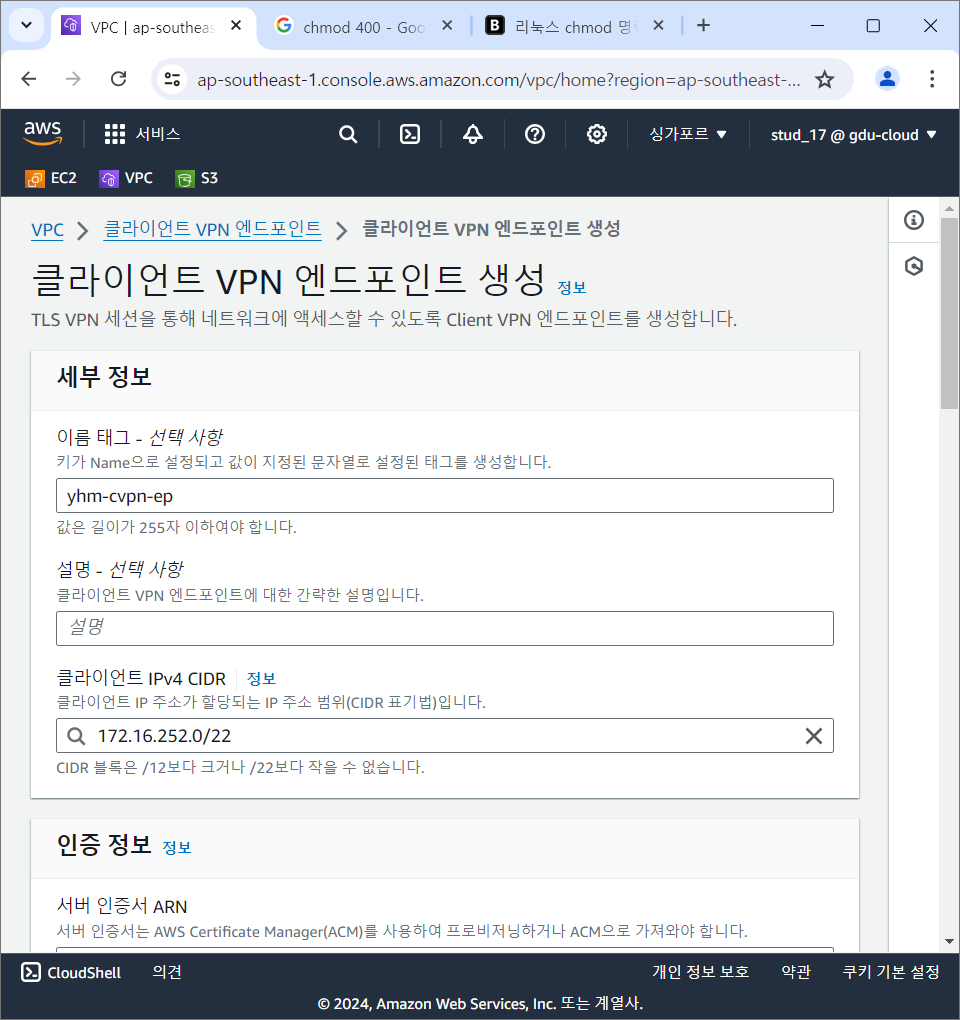 VPC | ap-southeas
chmod 400 - Goo
리눅스 chmod 명
ap-southeast-1.console.aws.amazon.com/vpc/home?region=ap-southeast-...
aws
서비스
싱가포르
stud_17 @ gdu-cloud
EC2
VPC
S3
VPC
클라이언트 VPN 엔드포인트
클라이언트 VPN 엔드포인트 생성
클라이언트 VPN 엔드포인트 생성 정보
TLS VPN 세션을 통해 네트워크에 액세스할 수 있도록 Client VPN 엔드포인트를 생성합니다.
세부 정보
이름 태그 - 선택 사항
키가 Name으로 설정되고 값이 지정된 문자열로 설정된 태그를 생성합니다.
yhm-cvpn-ep
값은 길이가 255자 이하여야 합니다.
설명 - 선택 사항
클라이언트 VPN 엔드포인트에 대한 간략한 설명입니다.
설명
클라이언트 IPv4 CIDR 정보
클라이언트 IP 주소가 할당되는 IP 주소 범위(CIDR 표기법)입니다.
172.16.252.0/22
CIDR 블록은 /12보다 크거나 /22보다 작을 수 없습니다.
인증 정보 정보
서버 인증서 ARN
서버 인증서는 AWS Certificate Manager(ACM)를 사용하여 프로비저닝하거나 ACM으로 가져와야 합니다.
CloudShell
의견
개인 정보 보호
약관
쿠키 기본 설정
© 2024, Amazon Web Services, Inc. 또는 계열사.